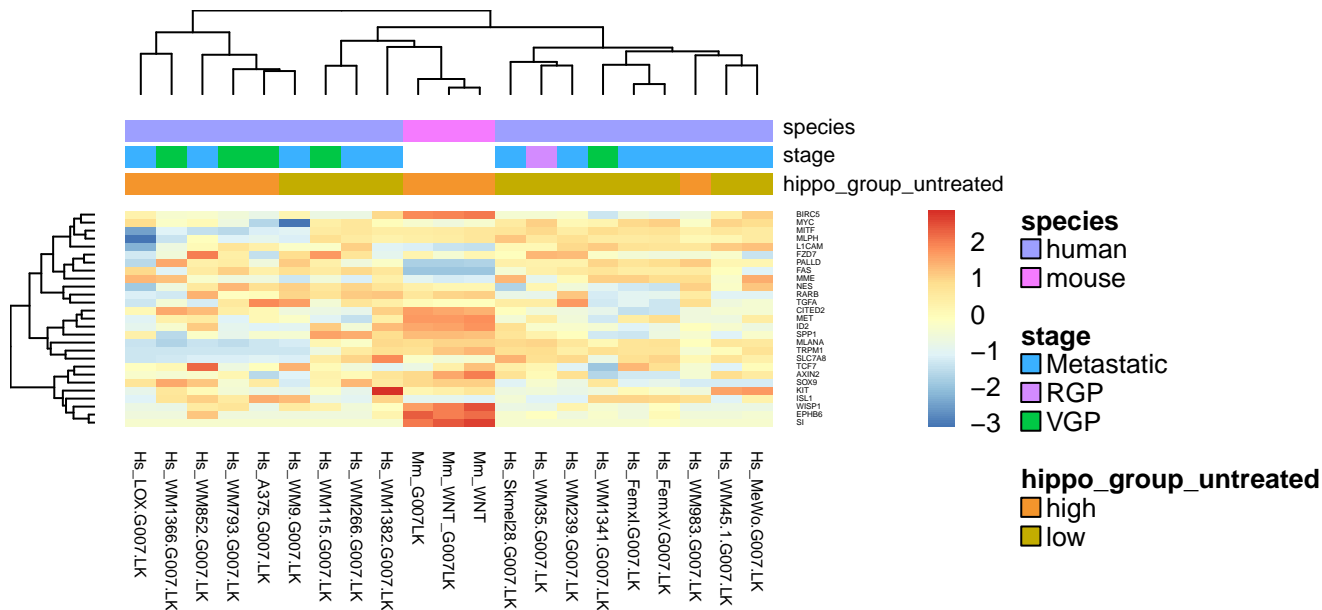 species
stage
hippo_group_untreated
BIRC5
MYC
MITF
MLPH
L1CAM
FZD7
PALLD
FAS
MME
NES
RARB
TGFA
CITED2
MET
ID2
SPP1
MLANA
TRPM1
SLC7A8
TCF7
AXIN2
SOX9
KIT
ISL1
WISP1
EPHB6
SI
2
1
0
−1
−2
−3
species
human
mouse
stage
Metastatic
RGP
VGP
hippo_group_untreated
high
low
Hs_LOX.G007.LK
Hs_WM1366.G007.LK
Hs_WM852.G007.LK
Hs_WM793.G007.LK
Hs_A375.G007.LK
Hs_WM9.G007.LK
Hs_WM115.G007.LK
Hs_WM266.G007.LK
Hs_WM1382.G007.LK
Mm_G007LK
Mm_WNT_G007LK
Mm_WNT
Hs_Skmel28.G007.LK
Hs_WM35.G007.LK
Hs_WM239.G007.LK
Hs_WM1341.G007.LK
Hs_FemxI.G007.LK
Hs_FemxV.G007.LK
Hs_WM983.G007.LK
Hs_WM45.1.G007.LK
Hs_MeWo.G007.LK